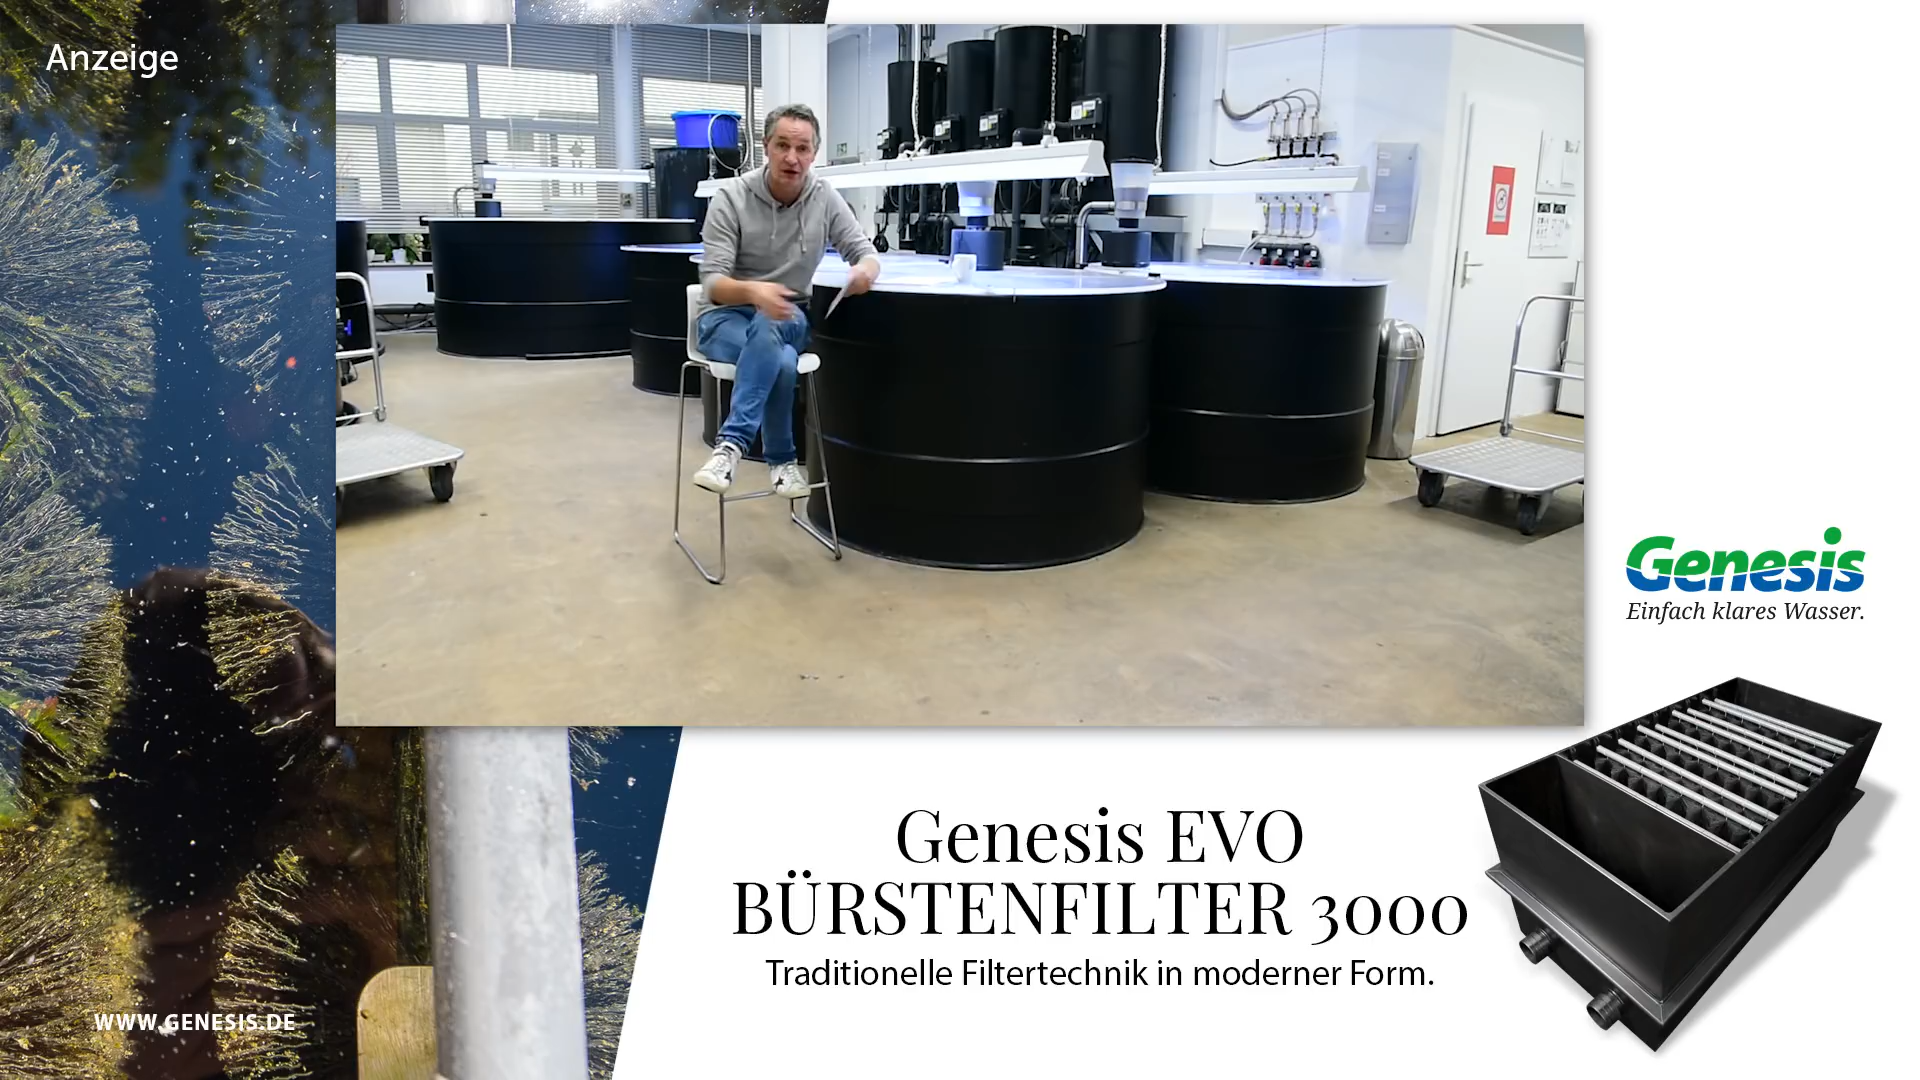 Anzeige
Genesis
Einfach klares Wasser.
Genesis EVO
BÜRSTENFILTER 3000
Traditionelle Filtertechnik in moderner Form.
WWW.GENESIS.DE